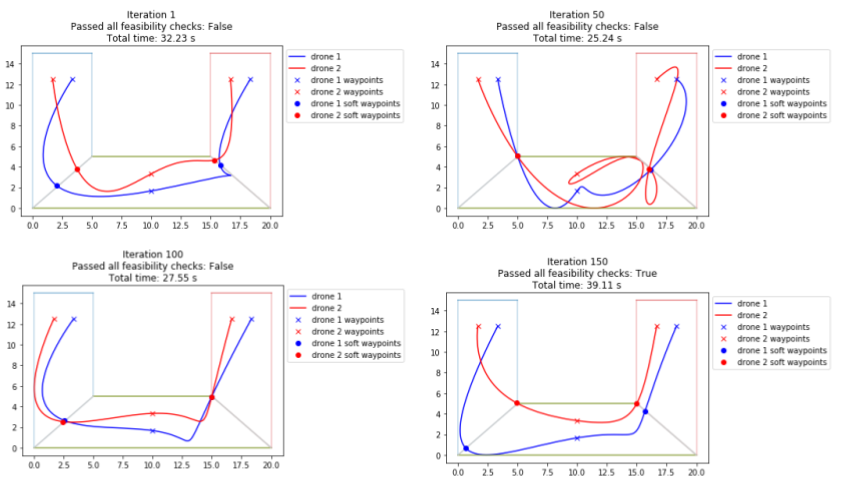 Iteration 1
Passed all feasibility checks: False
Total time: 32.23 s
14
12
10
8
6
4
2
0
0.0 2.5 5.0 7.5 10.0 12.5 15.0 17.5 20.0
drone 1
drone 2
drone 1 waypoints
drone 2 waypoints
drone 1 soft waypoints
drone 2 soft waypoints
Iteration 50
Passed all feasibility checks: False
Total time: 25.24 s
14
12
10
8
6
4
2
0
0.0 2.5 5.0 7.5 10.0 12.5 15.0 17.5 20.0
drone 1
drone 2
drone 1 waypoints
drone 2 waypoints
drone 1 soft waypoints
drone 2 soft waypoints
Iteration 100
Passed all feasibility checks: False
Total time: 27.55 s
14
12
10
8
6
4
2
0
0.0 2.5 5.0 7.5 10.0 12.5 15.0 17.5 20.0
drone 1
drone 2
drone 1 waypoints
drone 2 waypoints
drone 1 soft waypoints
drone 2 soft waypoints
Iteration 150
Passed all feasibility checks: True
Total time: 39.11 s
14
12
10
8
6
4
2
0
0.0 2.5 5.0 7.5 10.0 12.5 15.0 17.5 20.0
drone 1
drone 2
drone 1 waypoints
drone 2 waypoints
drone 1 soft waypoints
drone 2 soft waypoints